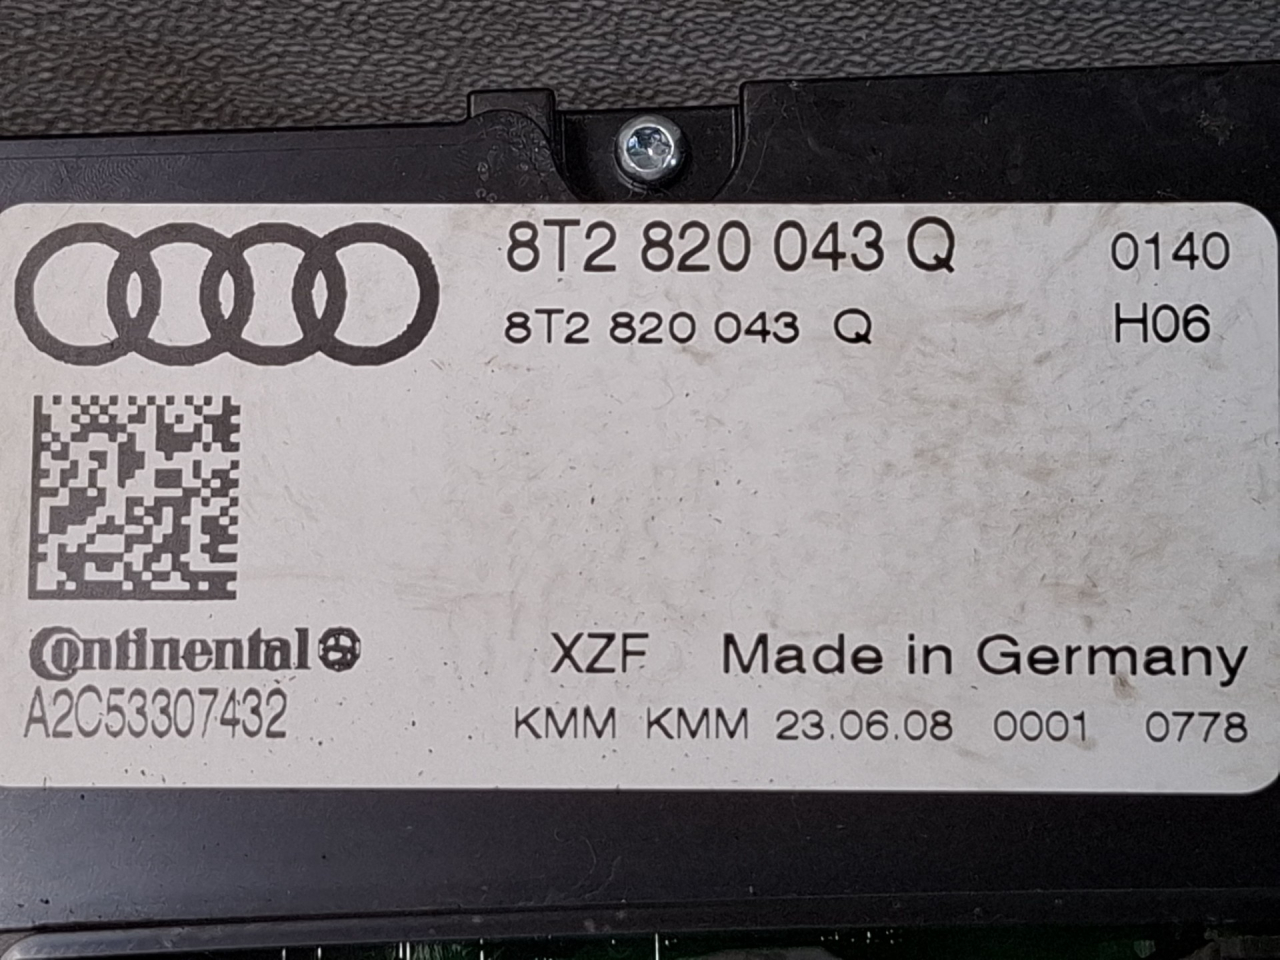 8T2 820 043 Q 0140
8T2 820 043 Q H06
Continental
A2C53307432
XZF Made in Germany
KMM KMM 23.06.08 0001 0778